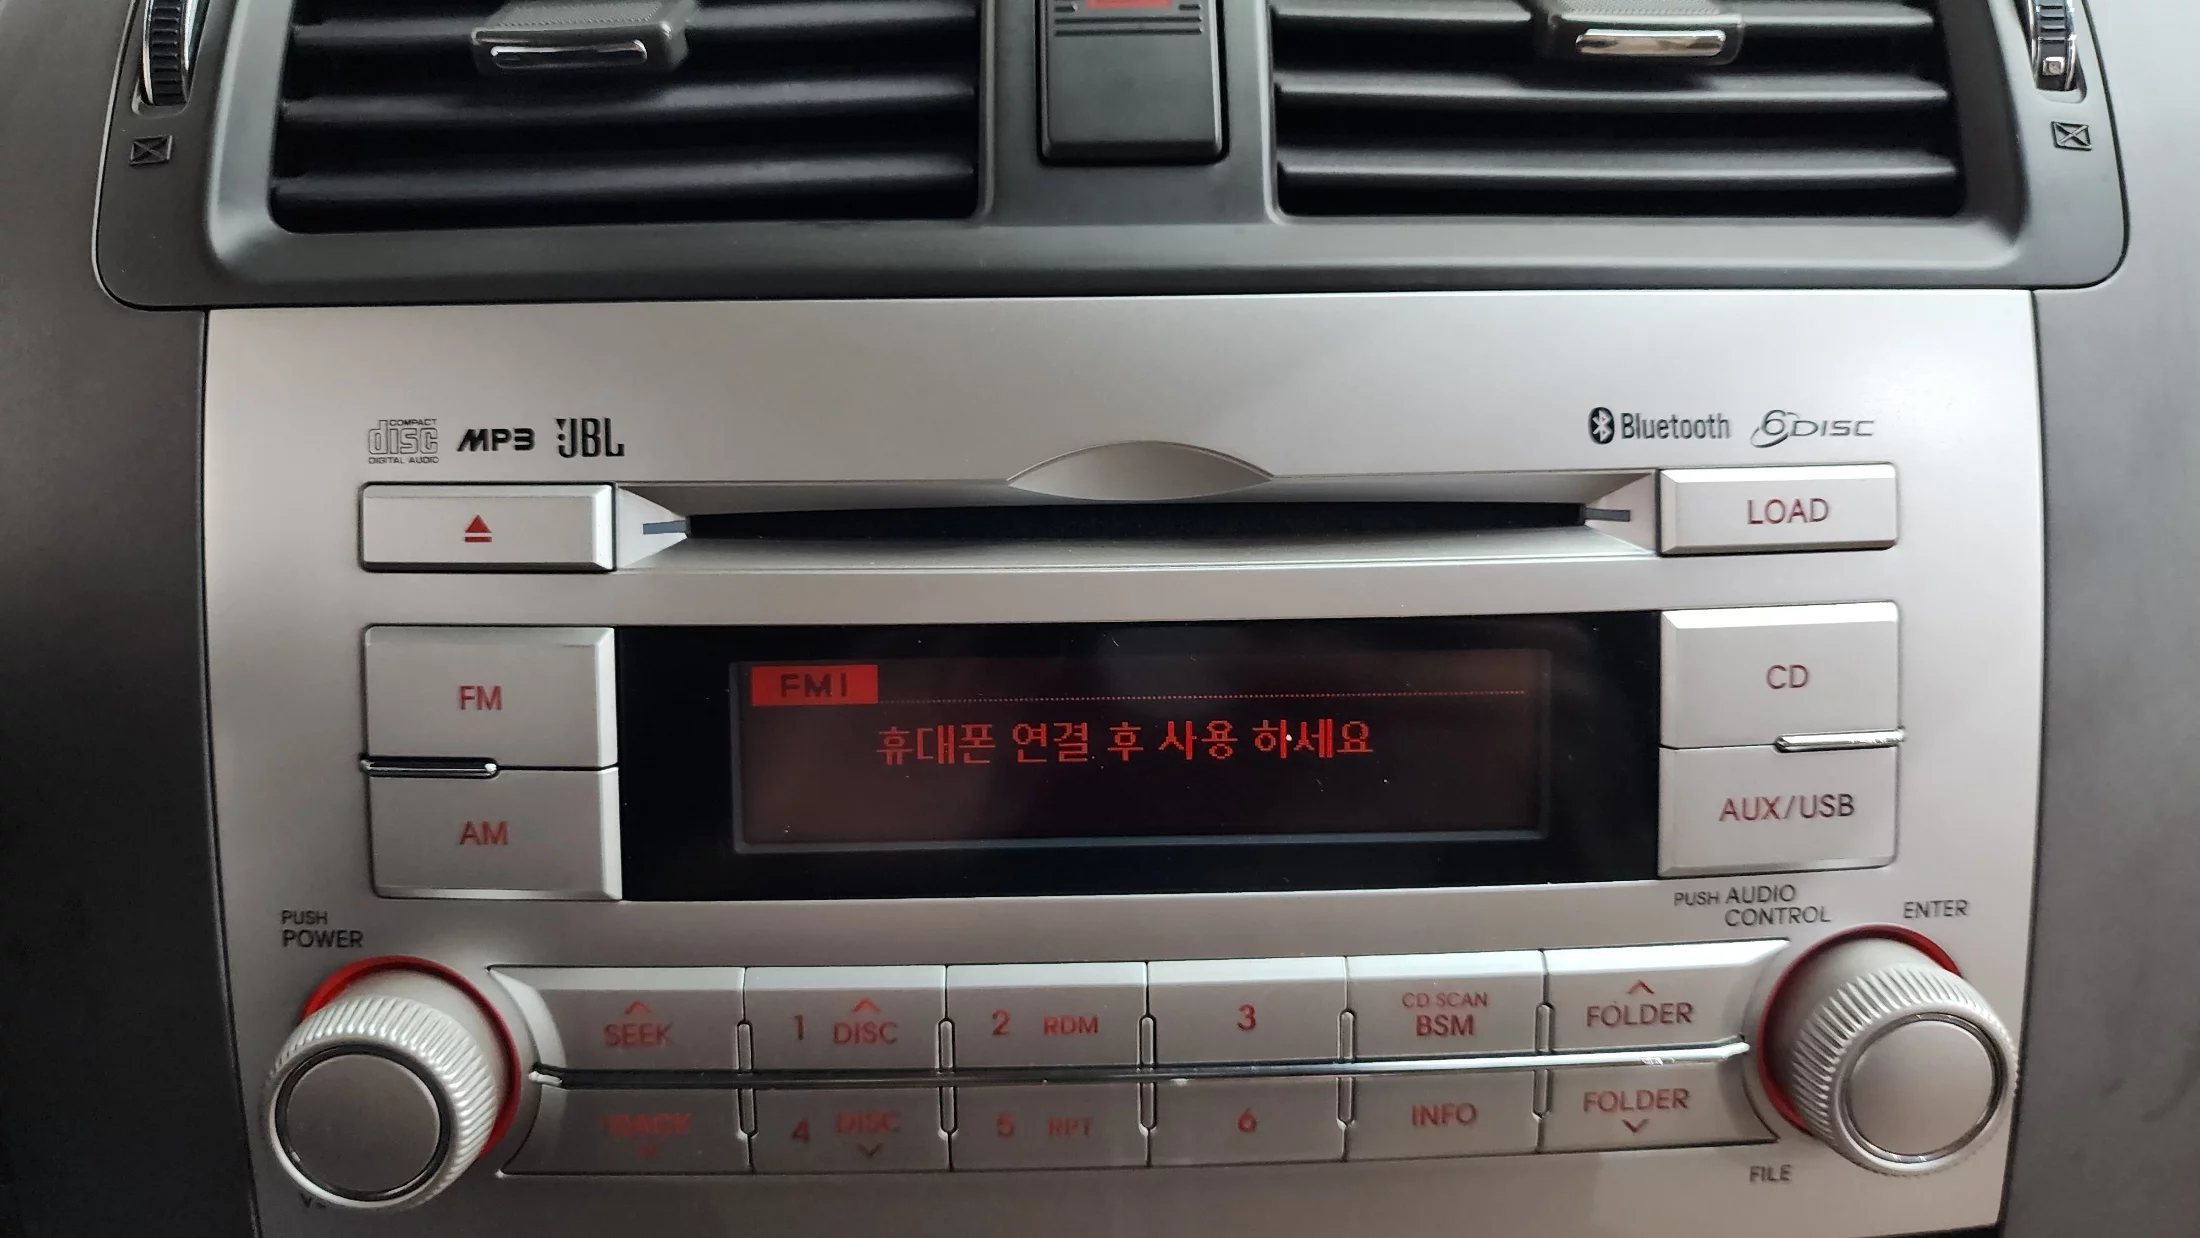 COMPACT
disc
DIGITAL AUDIO
MP3
JBL
Bluetooth
6DISC
LOAD
FM
AM
FM1
휴대폰 연결 후 사용 하세요
CD
AUX/USB
PUSH
POWER
PUSH AUDIO
CONTROL
ENTER
SEEK
1 DISC
2 RDM
3
CD SCAN
BSM
FOLDER
TRACK
4 DISC
5 RPT
6
INFO
FOLDER
FILE